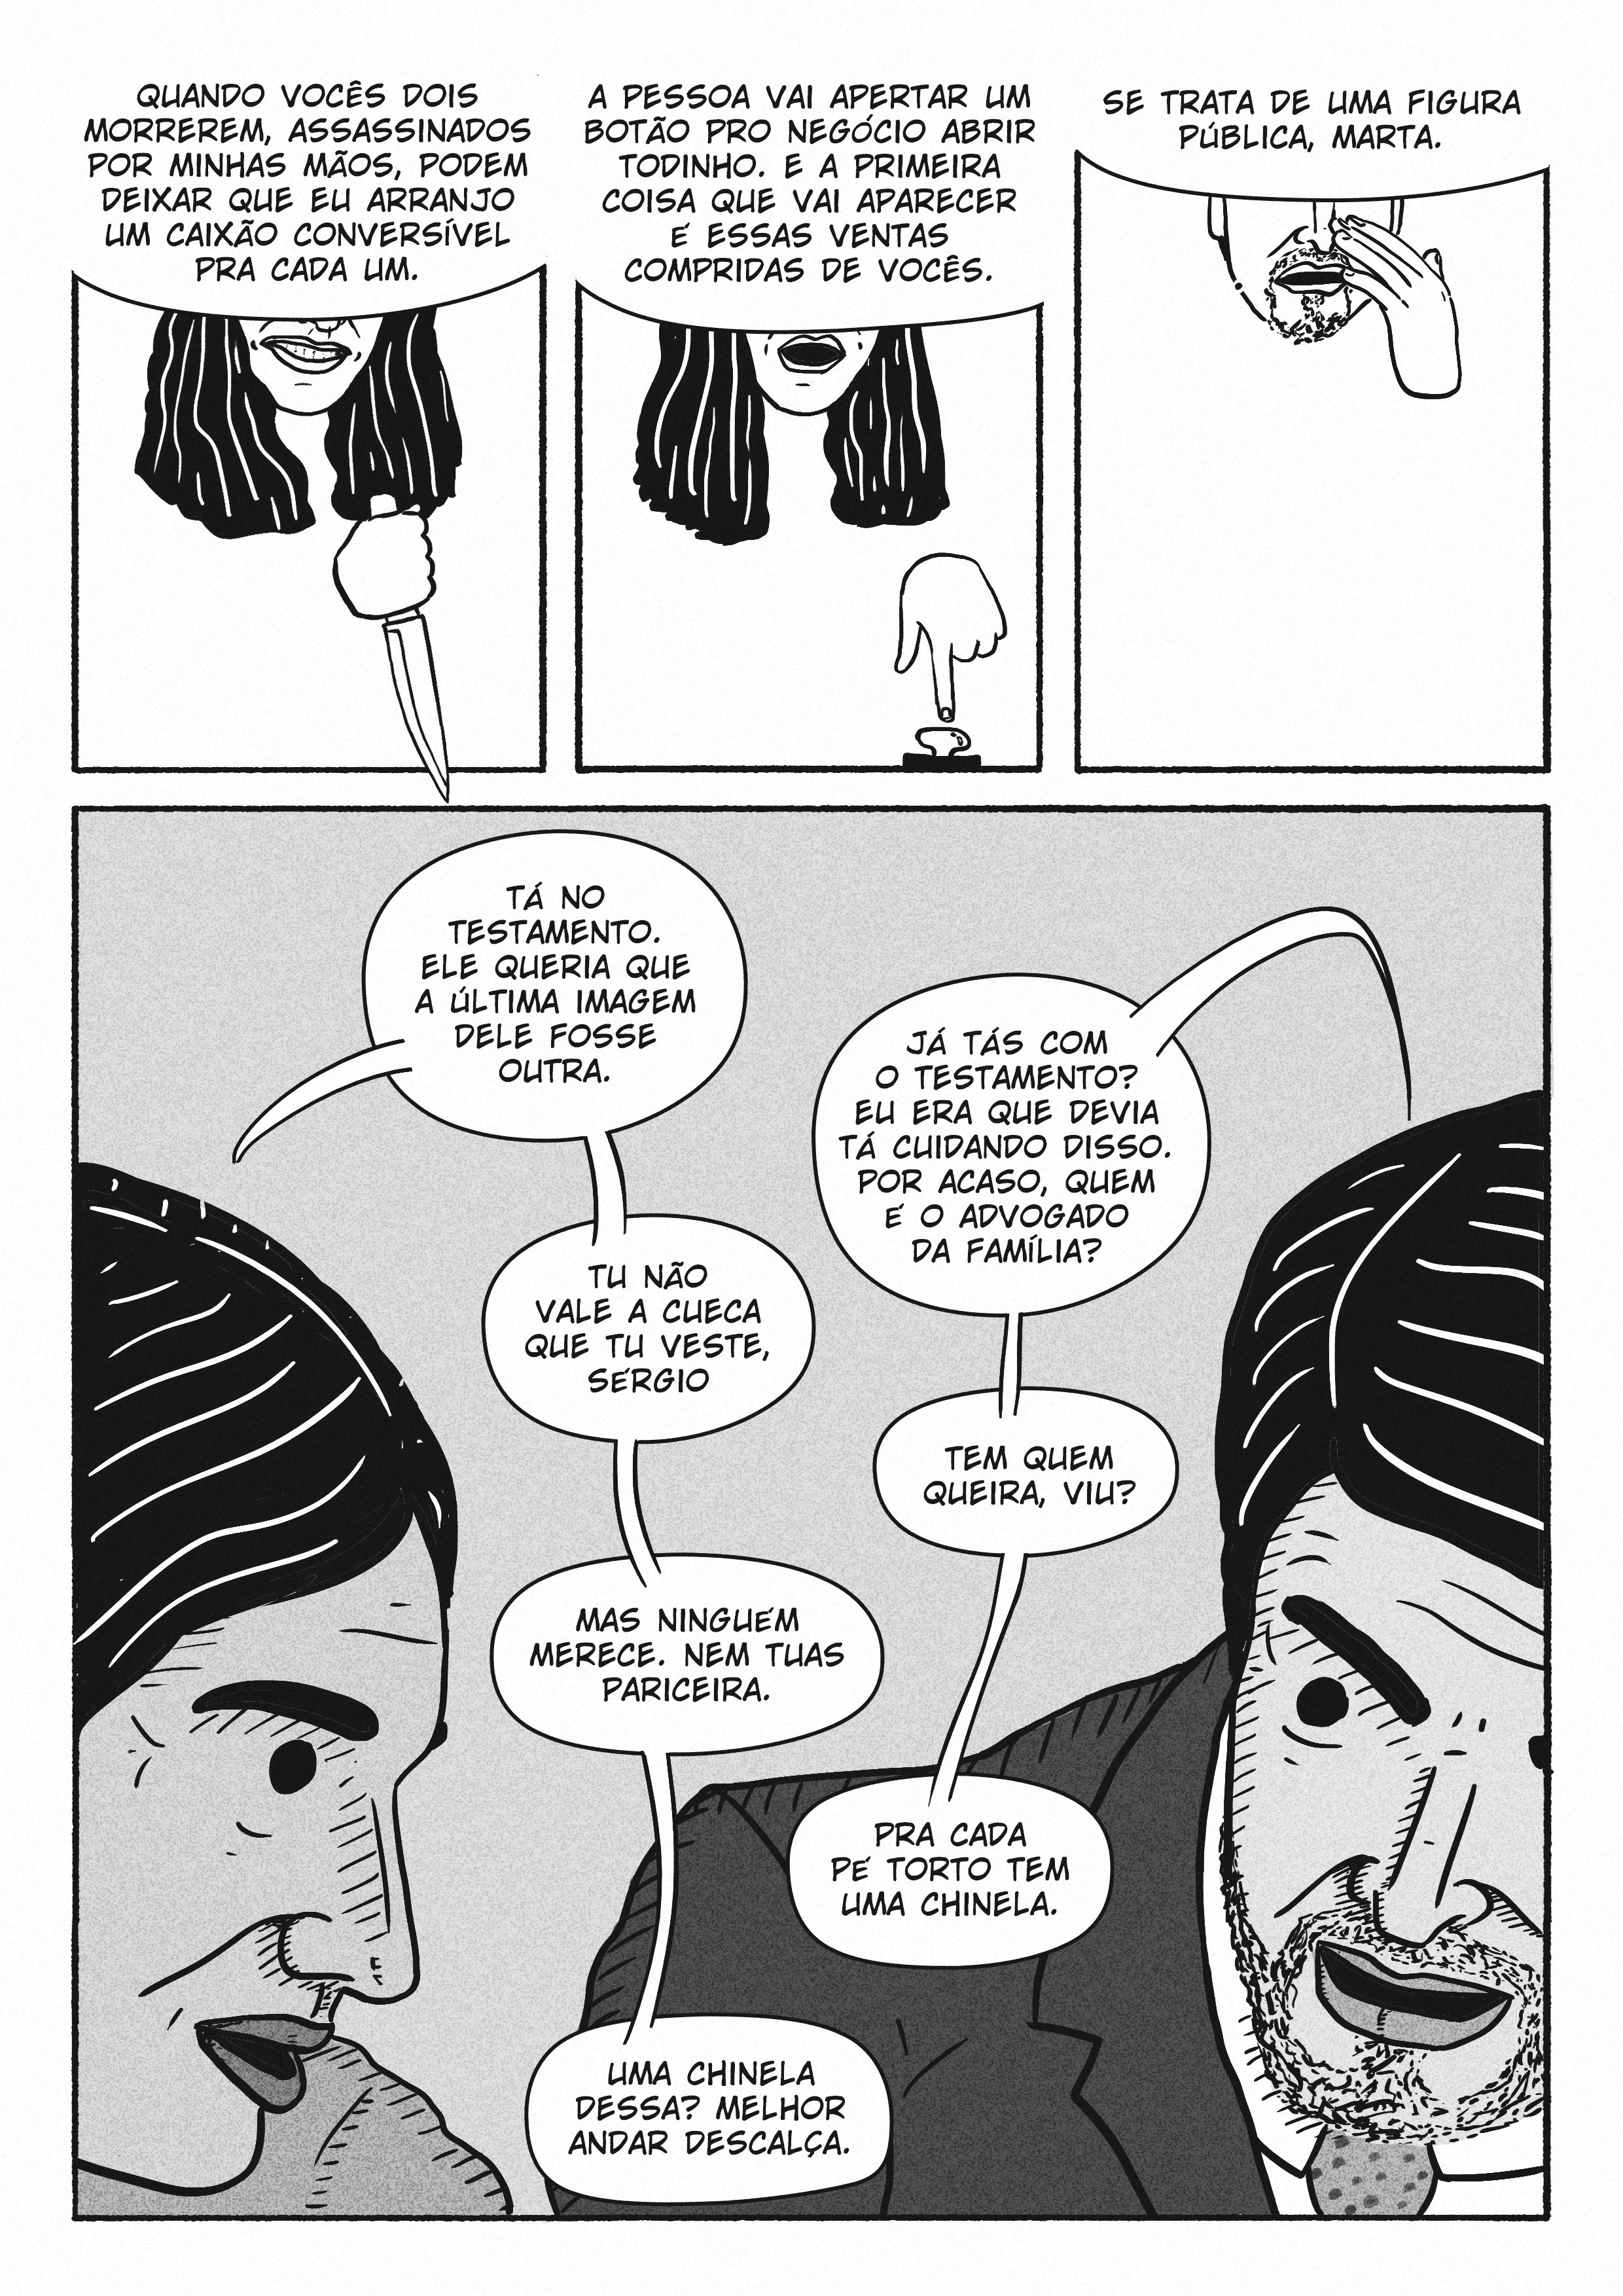 QUANDO VOCÊS DOIS
MORREREM, ASSASSINADOS
POR MINHAS MÃOS, PODEM
DEIXAR QUE EU ARRANJO
UM CAIXÃO CONVERSÍVEL
PRA CADA UM.
A PESSOA VAI APERTAR UM
BOTÃO PRO NEGÓCIO ABRIR
TODINHO. E A PRIMEIRA
COISA QUE VAI APARECER
É ESSAS VENTAS
COMPRIDAS DE VOCÊS.
SE TRATA DE UMA FIGURA
PÚBLICA, MARTA.
TÁ NO
TESTAMENTO.
ELE QUERIA QUE
A ÚLTIMA IMAGEM
DELE FOSSE
OUTRA.
JÁ TÁS COM
O TESTAMENTO?
EU ERA QUE DEVIA
TÁ CUIDANDO DISSO.
POR ACASO, QUEM
É O ADVOGADO
DA FAMÍLIA?
TU NÃO
VALE A CUECA
QUE TU VESTE,
SÉRGIO
TEM QUEM
QUEIRA, VIU?
MAS NINGUÉM
MERECE. NEM TUAS
PARICEIRA.
PRA CADA
PÉ TORTO TEM
UMA CHINELA.
UMA CHINELA
DESSA? MELHOR
ANDAR DESCALÇA.